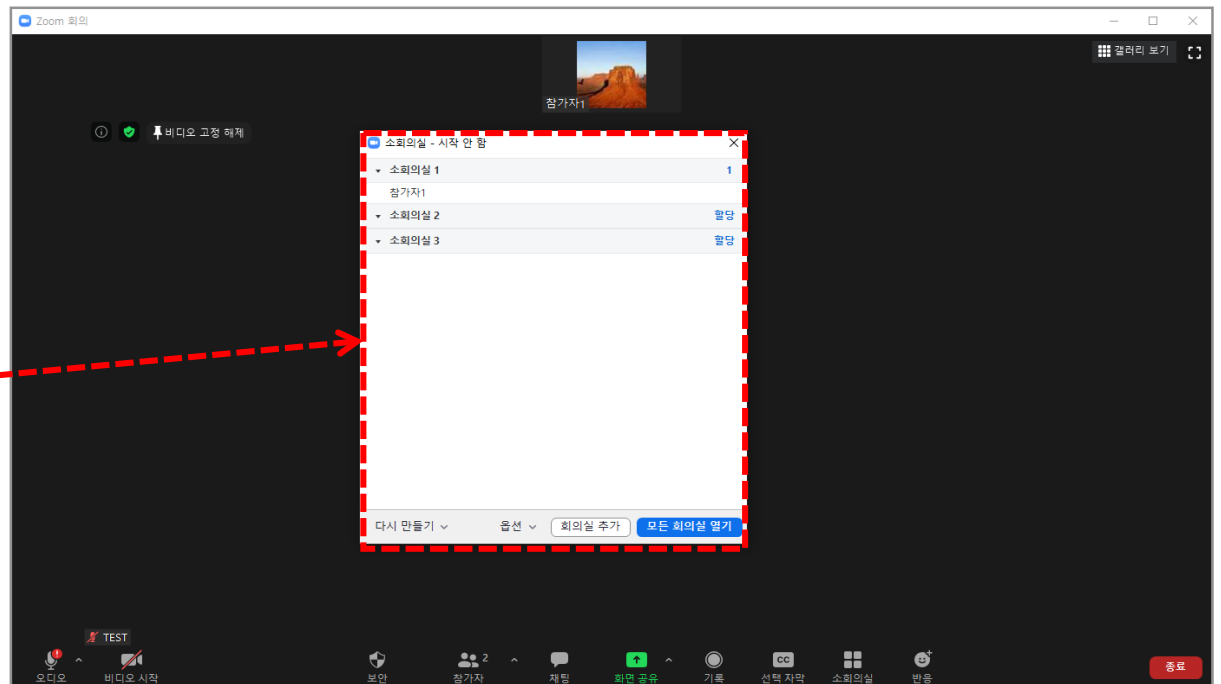 Zoom 회의
갤러리 보기
참가자1
비디오 고정 해제
소회의실 - 시작 안 함
소회의실 1 1
참가자1
소회의실 2 할당
소회의실 3 할당
다시 만들기 옵션 회의실 추가 모든 회의실 열기
TEST
오디오 비디오 시작 보안 참가자 2 채팅 화면 공유 기록 CC 선택 자막 소회의실 반응 종료